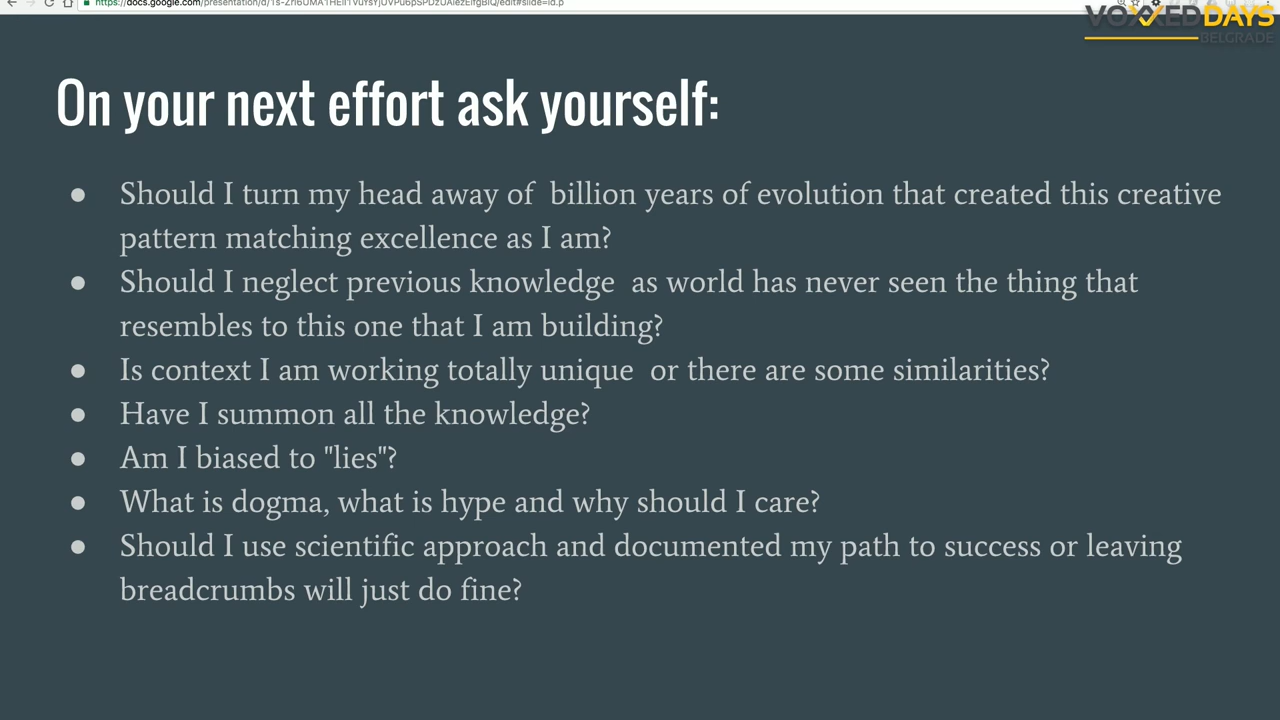 VOXXED DAYS
BELGRADE
On your next effort ask yourself:
● Should I turn my head away of billion years of evolution that created this creative
pattern matching excellence as I am?
● Should I neglect previous knowledge as world has never seen the thing that
resembles to this one that I am building?
● Is context I am working totally unique or there are some similarities?
● Have I summon all the knowledge?
● Am I biased to "lies"?
● What is dogma, what is hype and why should I care?
● Should I use scientific approach and documented my path to success or leaving
breadcrumbs will just do fine?